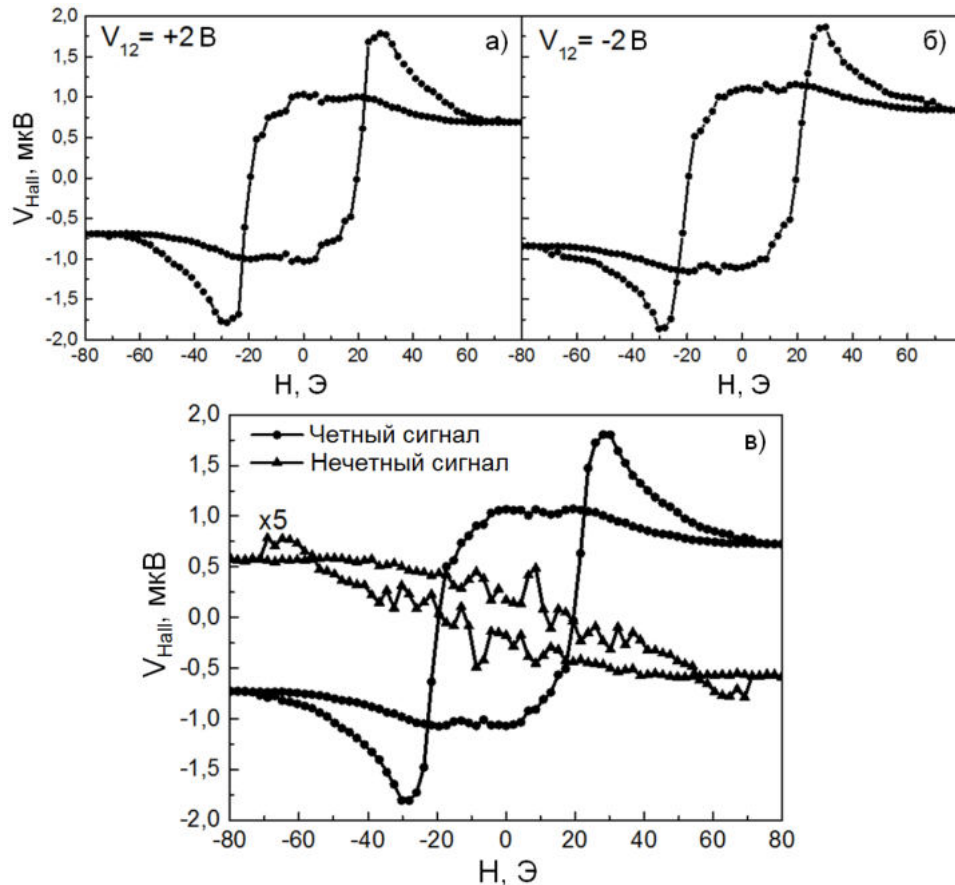 V12 = +2 В
а)
2,0
1,5
1,0
0,5
0,0
-0,5
-1,0
-1,5
-2,0
VHall, мкВ
-80 -60 -40 -20 0 20 40 60
H, Э
V12 = -2 В
б)
-80 -60 -40 -20 0 20 40 60
H, Э
Четный сигнал
Нечетный сигнал
в)
x5
2,0
1,5
1,0
0,5
0,0
-0,5
-1,0
-1,5
-2,0
VHall, мкВ
-80 -60 -40 -20 0 20 40 60 80
H, Э